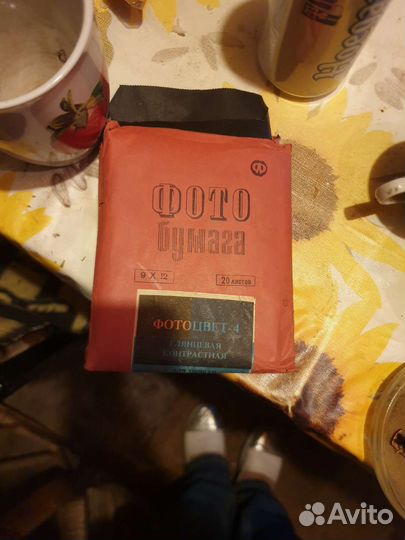 ФОТО
бумага
9 X 12
20 листов
ФОТОЦВЕТ-4
ГЛЯНЦЕВАЯ
КОНТРАСТНАЯ
Avito